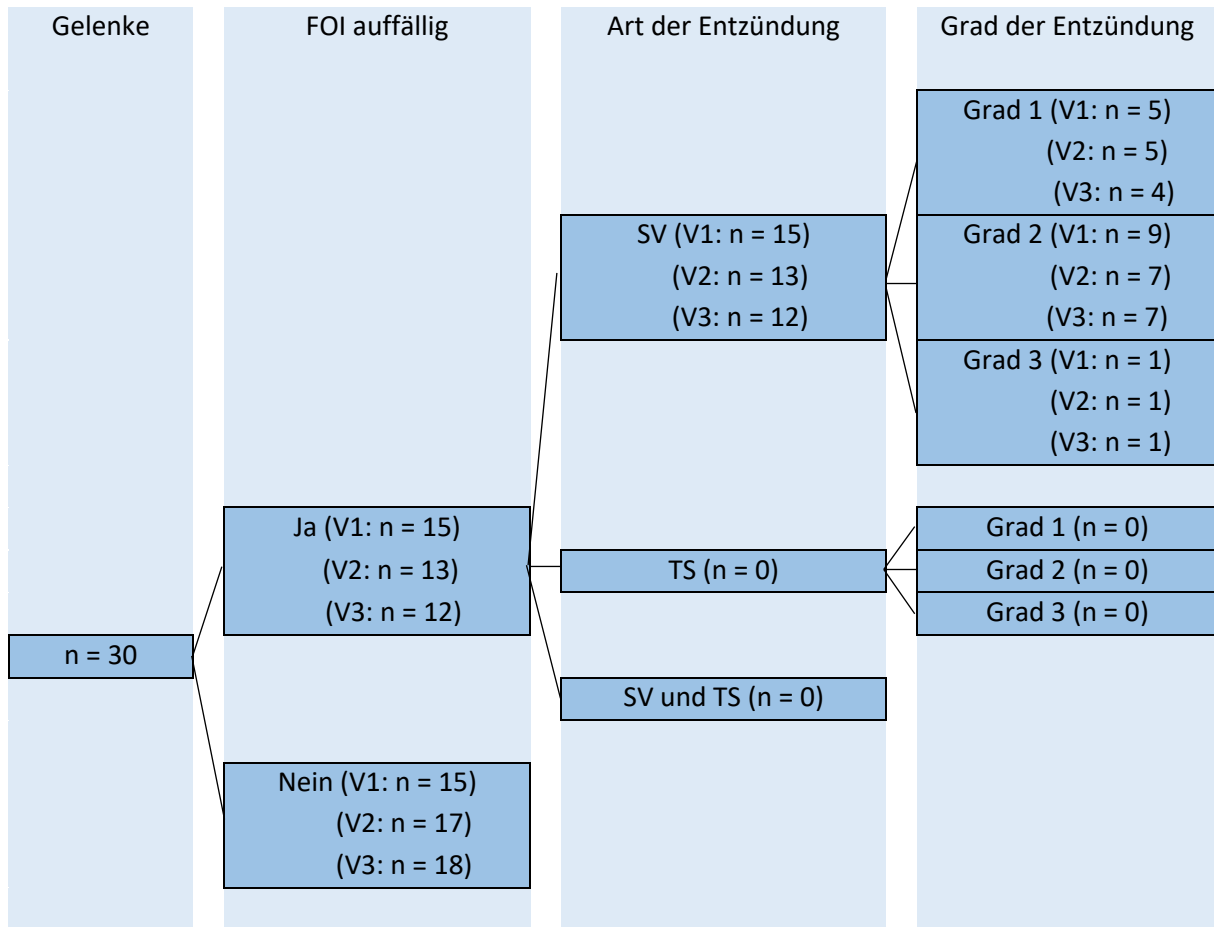 Gelenke
FOI auffällig
Art der Entzündung
Grad der Entzündung
n = 30
Ja (V1: n = 15)
(V2: n = 13)
(V3: n = 12)
Nein (V1: n = 15)
(V2: n = 17)
(V3: n = 18)
SV (V1: n = 15)
(V2: n = 13)
(V3: n = 12)
TS (n = 0)
SV und TS (n = 0)
Grad 1 (V1: n = 5)
(V2: n = 5)
(V3: n = 4)
Grad 2 (V1: n = 9)
(V2: n = 7)
(V3: n = 7)
Grad 3 (V1: n = 1)
(V2: n = 1)
(V3: n = 1)
Grad 1 (n = 0)
Grad 2 (n = 0)
Grad 3 (n = 0)